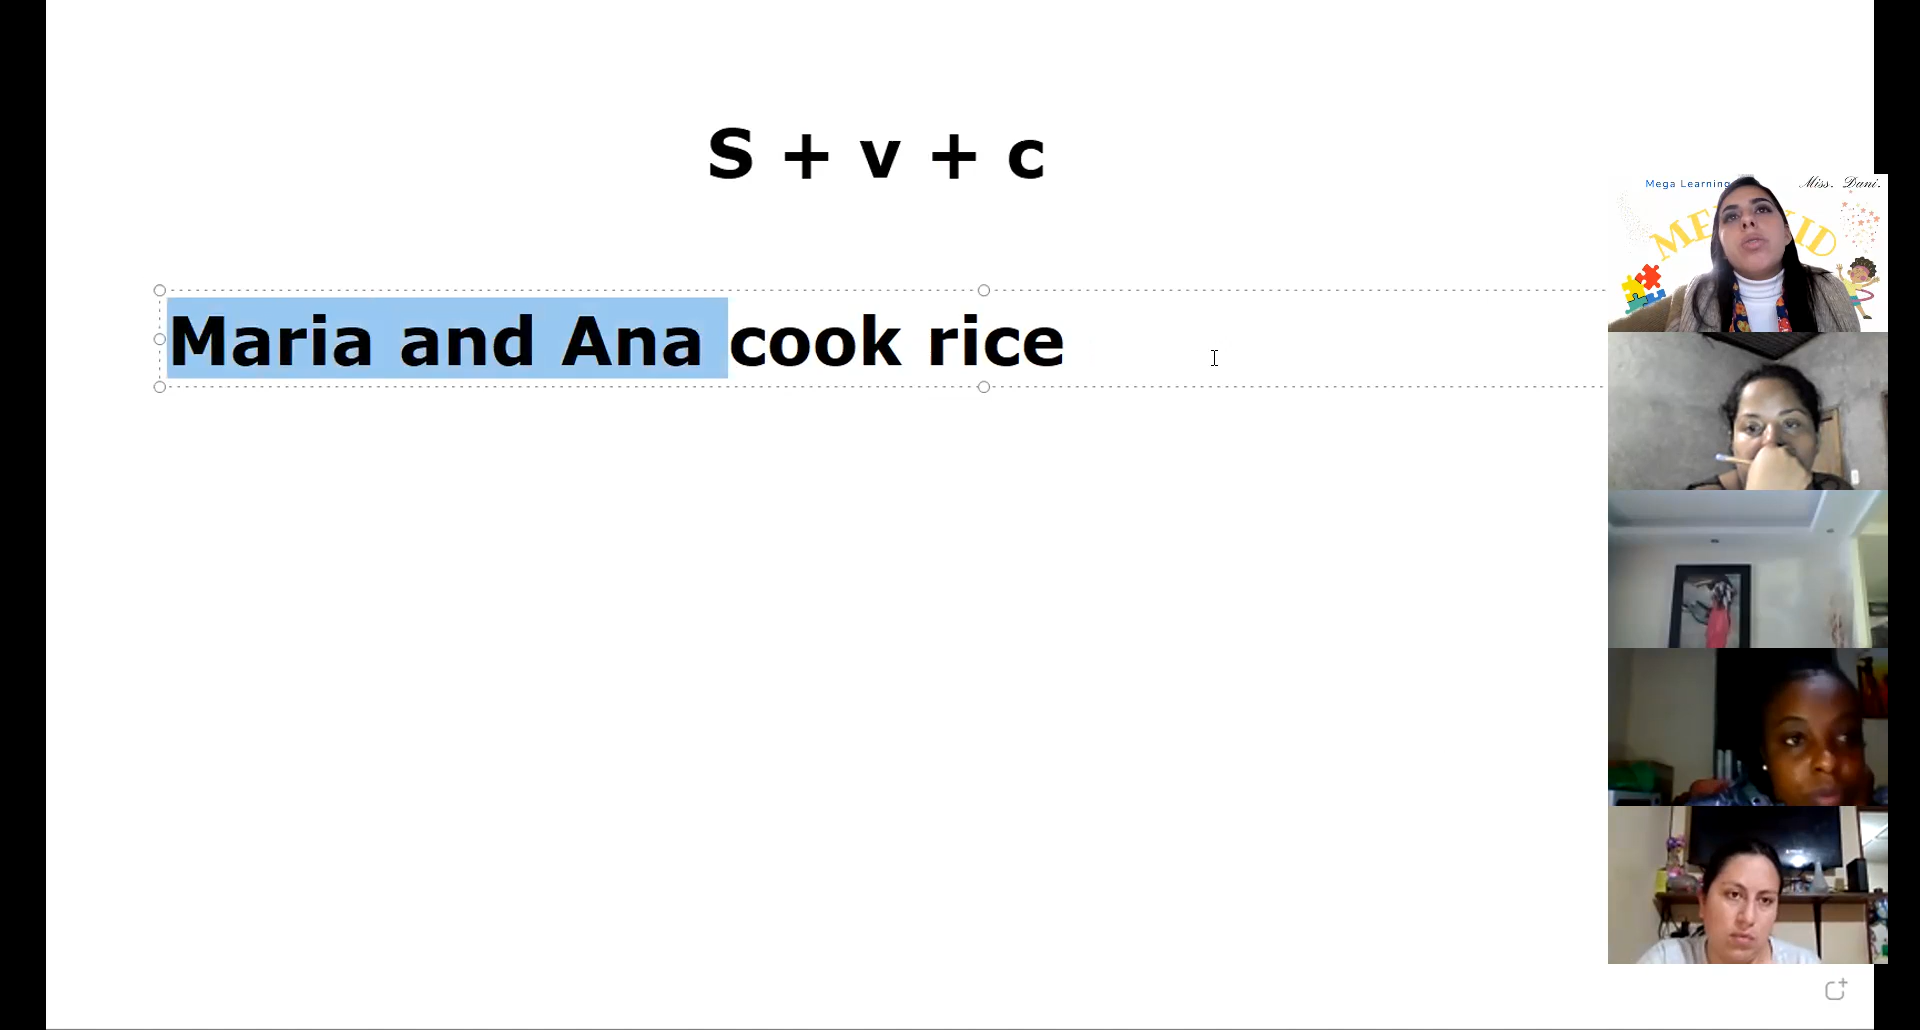 S + v + c
Maria and Ana cook rice
Mega Learning
Miss. Dani.